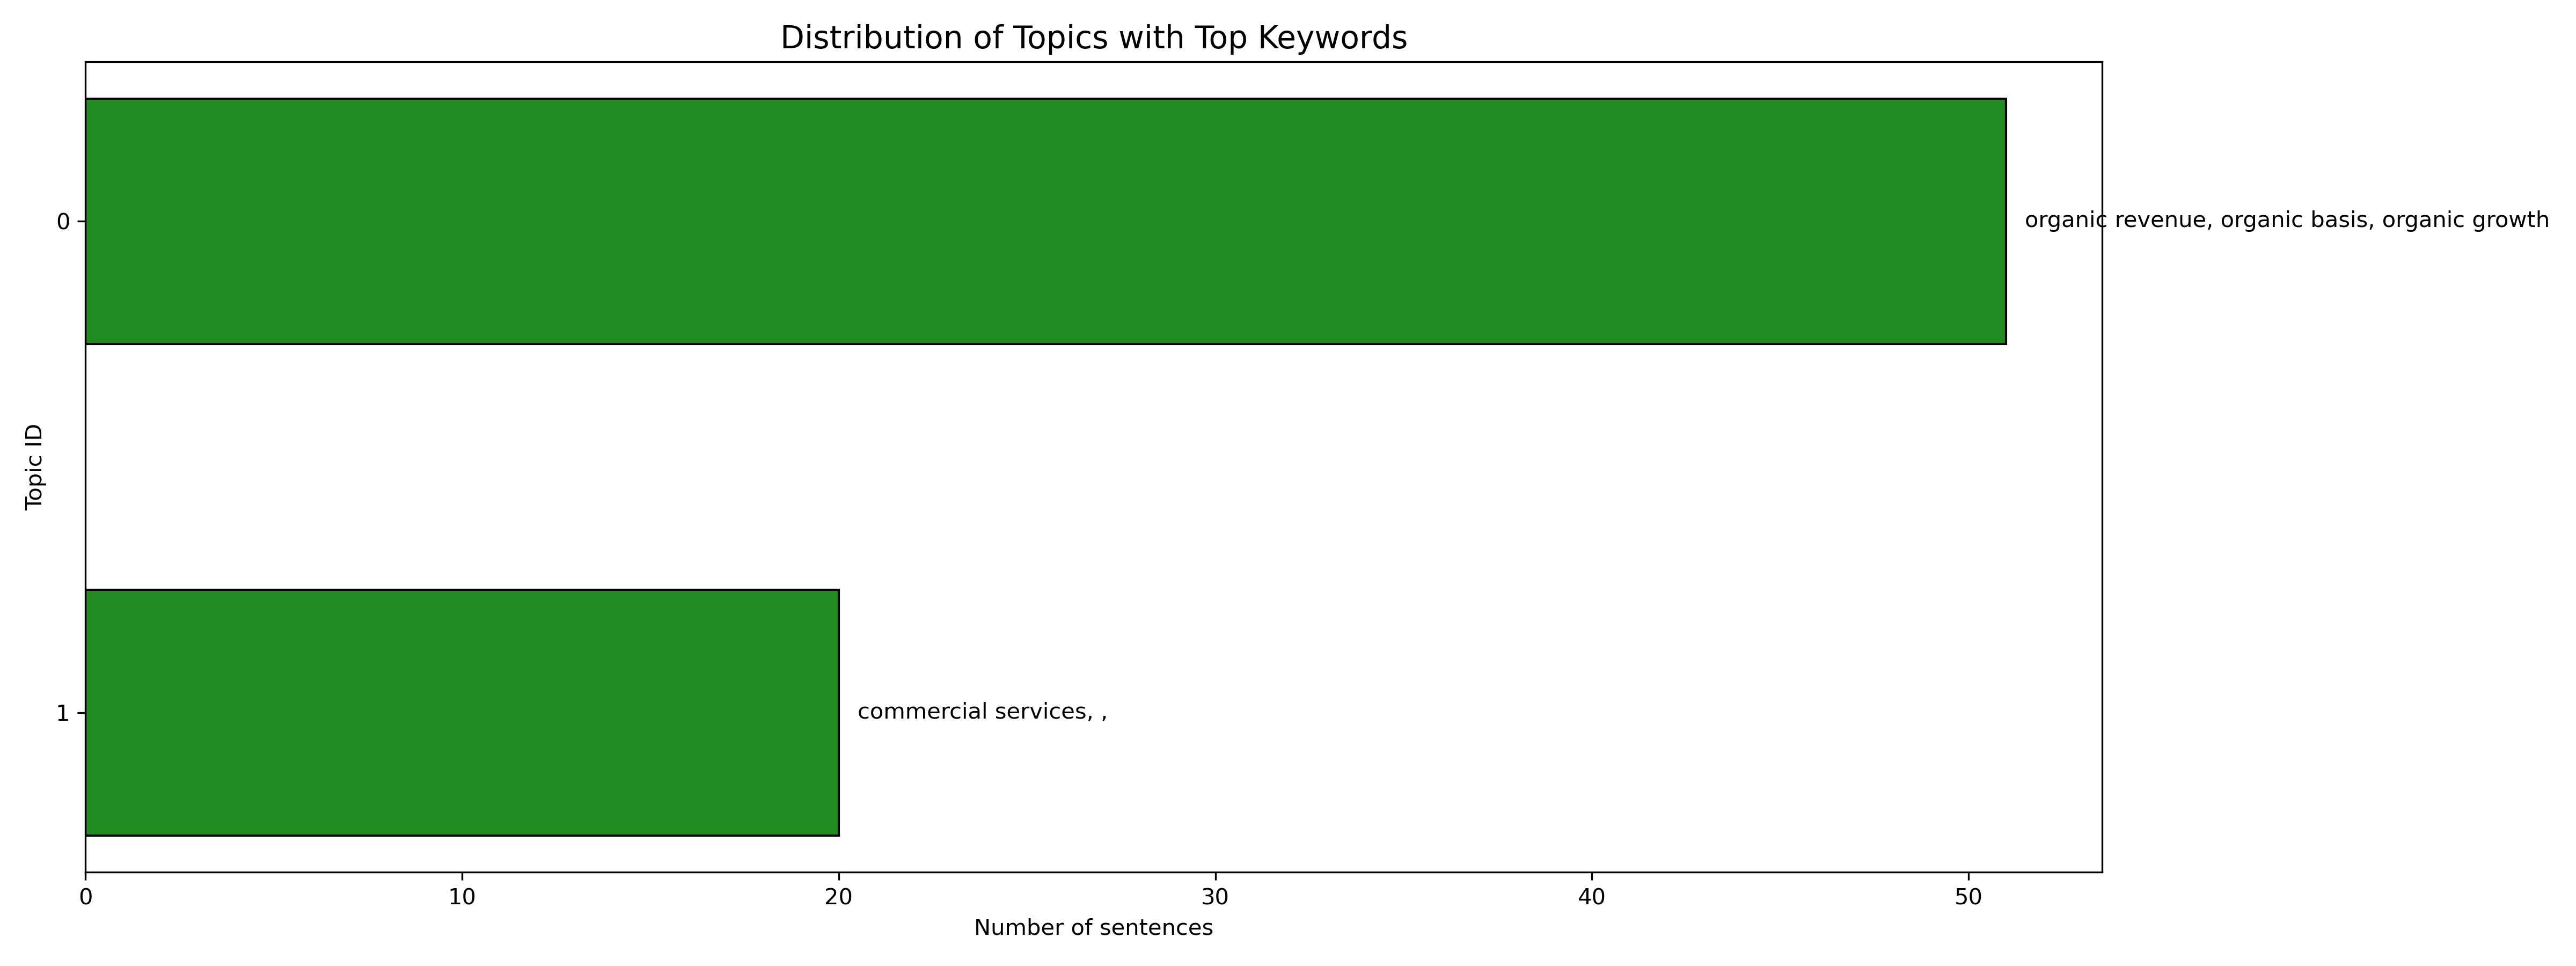 Distribution of Topics with Top Keywords
0
organic revenue, organic basis, organic growth
Topic ID
1
commercial services, ,
0 10 20 30 40 50
Number of sentences